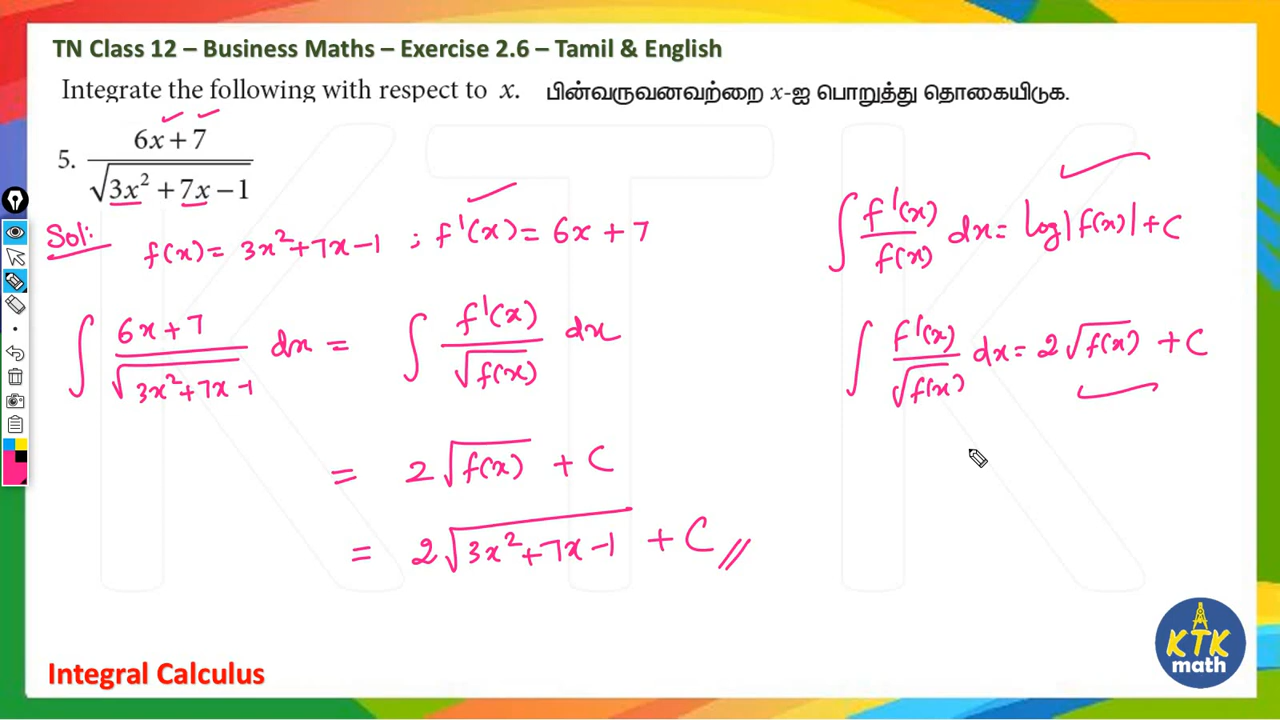 TN Class 12 – Business Maths – Exercise 2.6 – Tamil & English
Integrate the following with respect to x. பின்வருவனவற்றை x-ஐ பொறுத்து தொகையிடுக.
5. (6x + 7) / √(3x² + 7x − 1)
Sol: f(x) = 3x² + 7x − 1 ; f'(x) = 6x + 7
∫ f'(x)/f(x) dx = log|f(x)| + C
∫ (6x + 7)/√(3x² + 7x − 1) dx = ∫ f'(x)/√f(x) dx
∫ f'(x)/√f(x) dx = 2√f(x) + C
= 2√f(x) + C
= 2√(3x² + 7x − 1) + C //
Integral Calculus
KTK
math